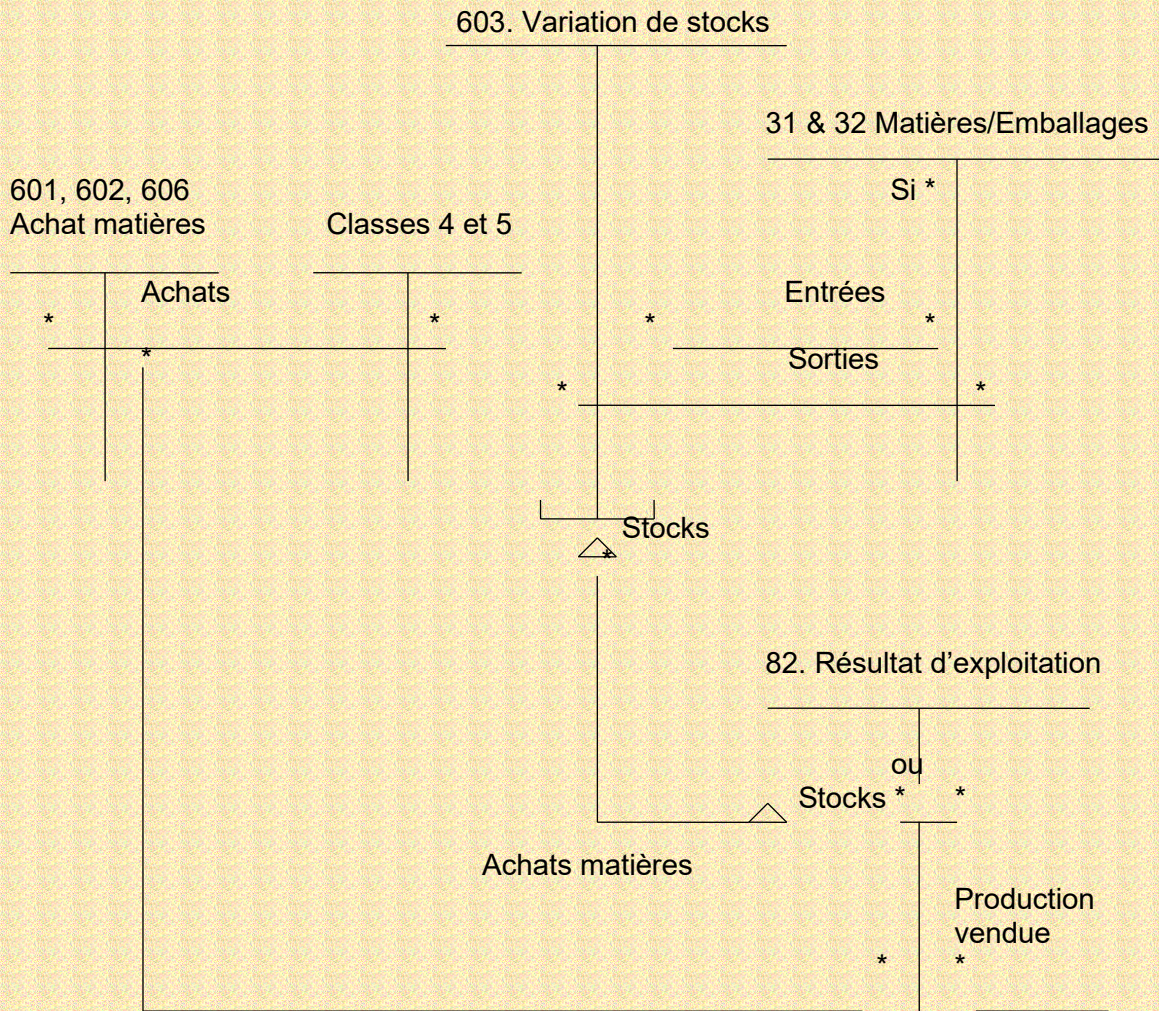 603. Variation de stocks
31 & 32 Matières/Emballages
601, 602, 606
Achat matières
Classes 4 et 5
Si *
Achats
Entrées
* * * *
*
Sorties
* *
Stocks
*
82. Résultat d’exploitation
ou
Stocks * *
Achats matières
Production
vendue
* *